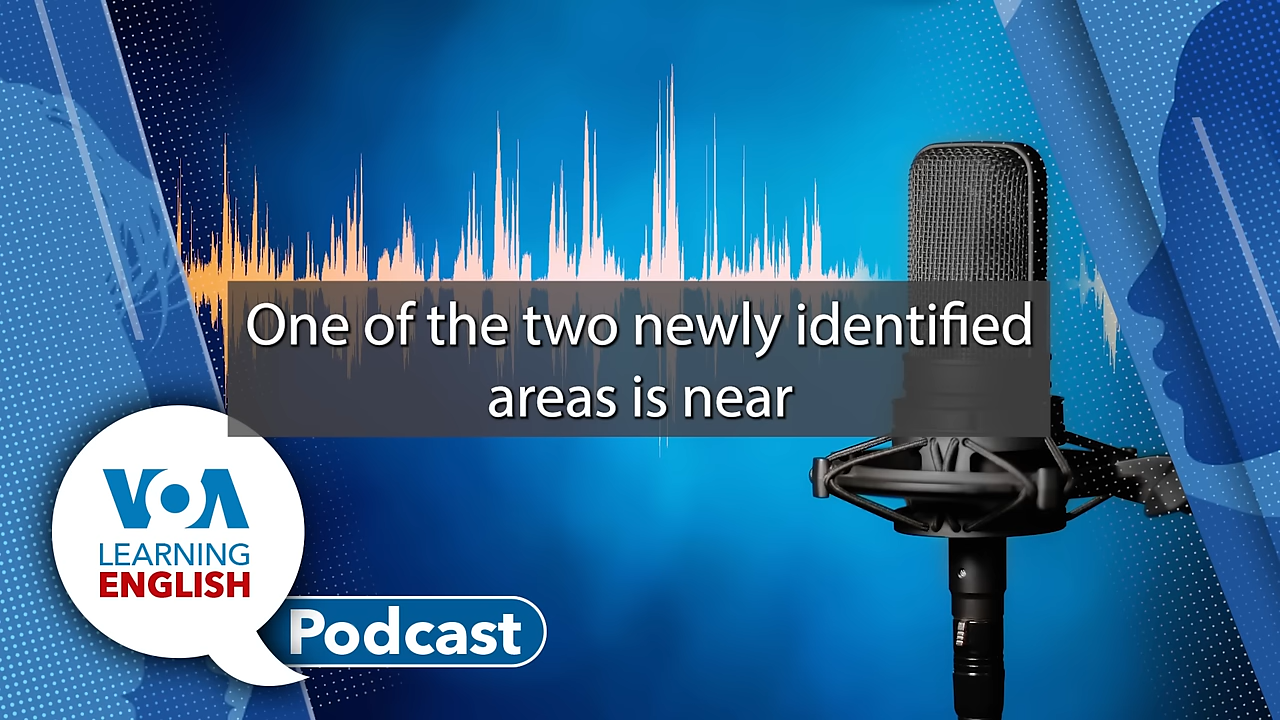 One of the two newly identified
areas is near
VOA
LEARNING
ENGLISH
Podcast